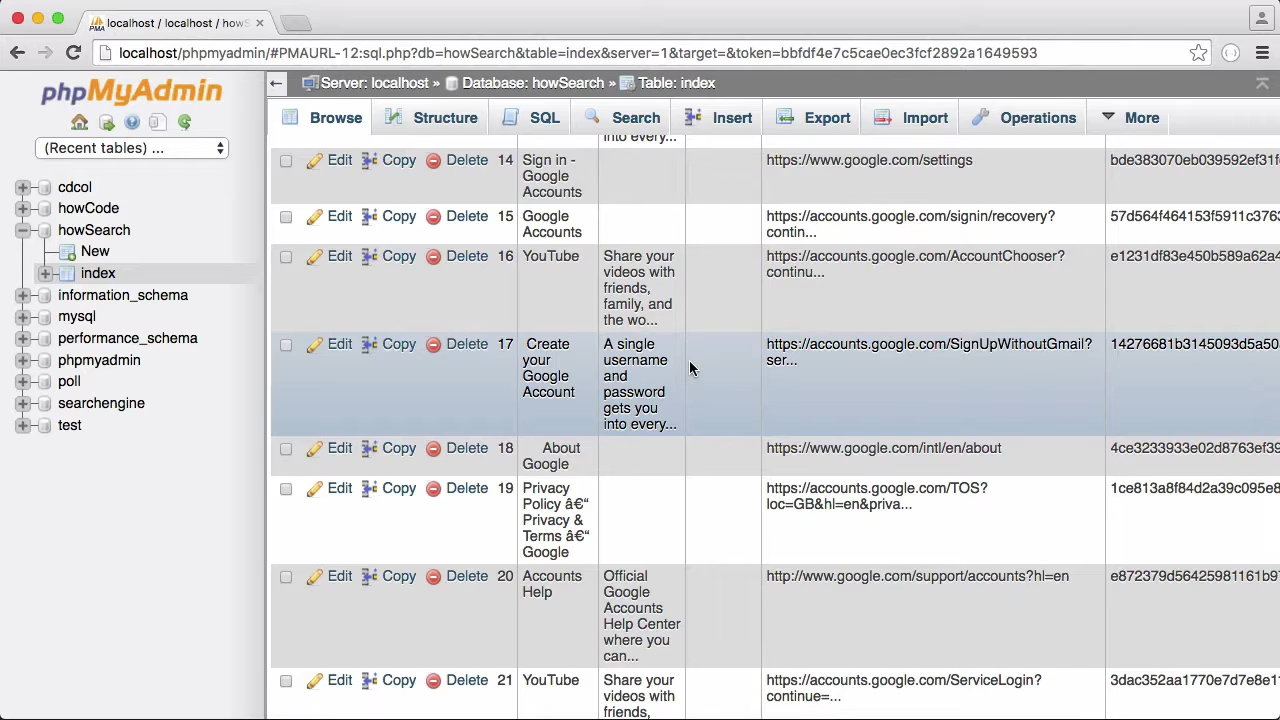 localhost / localhost / howS
localhost/phpmyadmin/#PMAURL-12:sql.php?db=howSearch&table=index&server=1&target=&token=bbfdf4e7c5cae0ec3fcf2892a1649593
phpMyAdmin
(Recent tables) ...
cdcol
howCode
howSearch
New
index
information_schema
mysql
performance_schema
phpmyadmin
poll
searchengine
test
Server: localhost » Database: howSearch » Table: index
Browse Structure SQL Search Insert Export Import Operations More
into every...
Edit Copy Delete 14 Sign in - https://www.google.com/settings bde383070eb039592ef31f
Google
Accounts
Edit Copy Delete 15 Google https://accounts.google.com/signin/recovery? 57d564f464153f5911c3763
Accounts contin...
Edit Copy Delete 16 YouTube Share your https://accounts.google.com/AccountChooser? e1231df83e450b589a62a4
videos with continu...
friends,
family, and
the wo...
Edit Copy Delete 17 Create A single https://accounts.google.com/SignUpWithoutGmail? 14276681b3145093d5a50
your username ser...
Google and
Account password
gets you
into every...
Edit Copy Delete 18 About https://www.google.com/intl/en/about 4ce3233933e02d8763ef39
Google
Edit Copy Delete 19 Privacy https://accounts.google.com/TOS? 1ce813a8f84d2a39c095e8
Policy â€“ loc=GB&hl=en&priva...
Privacy &
Terms â€“
Google
Edit Copy Delete 20 Accounts Official http://www.google.com/support/accounts?hl=en e872379d56425981161b97
Help Google
Accounts
Help Center
where you
can...
Edit Copy Delete 21 YouTube Share your https://accounts.google.com/ServiceLogin? 3dac352aa1770e7d7e8e1
videos with continue=...
friends,